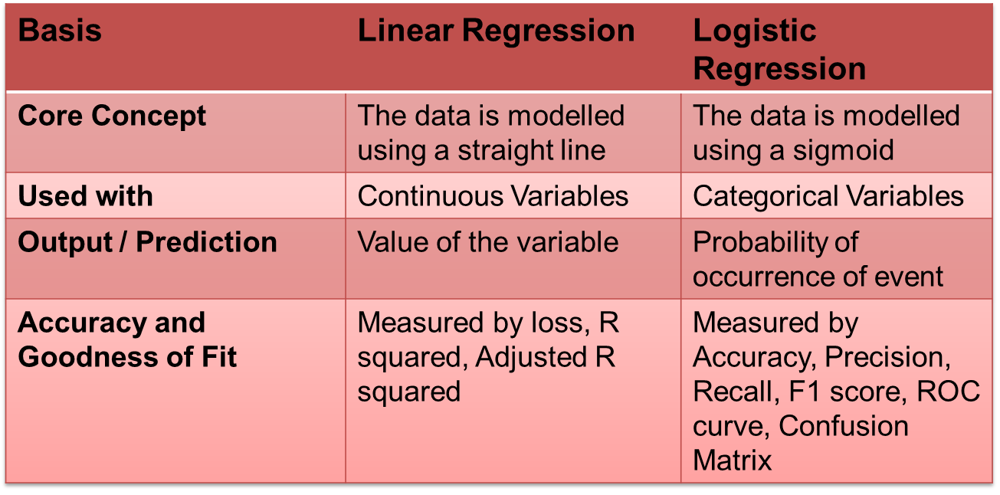 Basis
Linear Regression
Logistic
Regression
Core Concept
The data is modelled
using a straight line
The data is modelled
using a sigmoid
Used with
Continuous Variables
Categorical Variables
Output / Prediction
Value of the variable
Probability of
occurrence of event
Accuracy and
Goodness of Fit
Measured by loss, R
squared, Adjusted R
squared
Measured by
Accuracy, Precision,
Recall, F1 score, ROC
curve, Confusion
Matrix